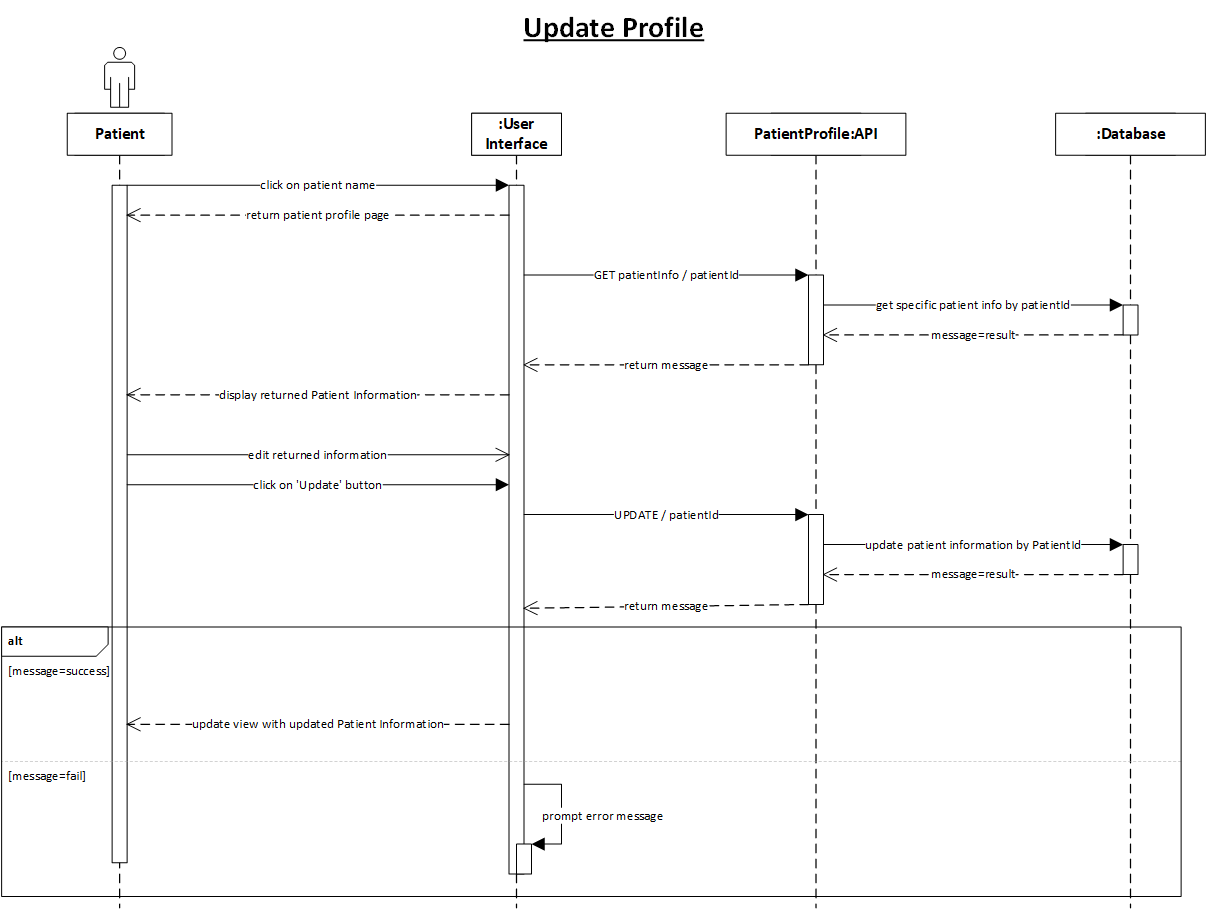 Update Profile
Patient
:User
Interface
PatientProfile:API
:Database
click on patient name
return patient profile page
GET patientInfo / patientId
get specific patient info by patientId
message=result
return message
display returned Patient Information
edit returned information
click on 'Update' button
UPDATE / patientId
update patient information by PatientId
message=result
return message
alt
[message=success]
update view with updated Patient Information
[message=fail]
prompt error message